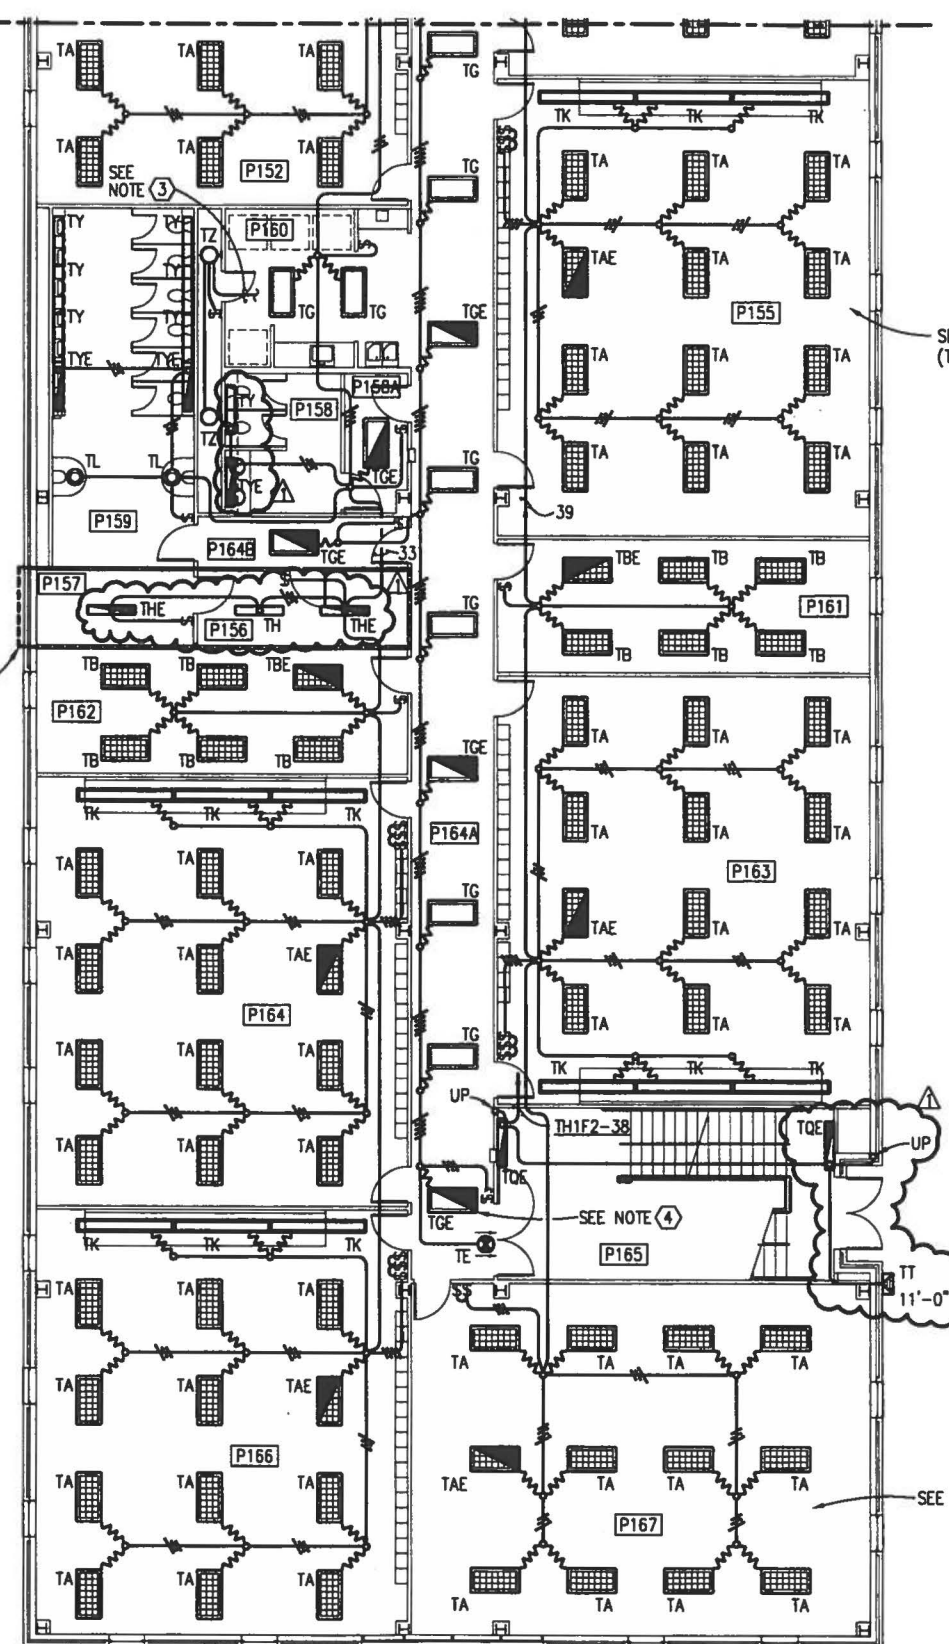 TA TA TA TG
TK TK TK
TA TA TA
P152
SEE
NOTE 3
TG
TA TA TA
TY TY TZ P160
TAE TA TA
TY TY
TG TG
P155
TY TY
TGE
TYE TYE
TA TA TA
P158A
TY P158
TZ
TGE
TG
TA TA TA
TL TL
TYE 1
39
P159
P164B
TGE
33
TBE TB TB
P157
1
THE TH THE
P156
TG
P161
TB TB TBE
TB TB TB
P162
TB TB TB
TA TA TA
TGE
TK TK TK
P164A
TA TA TA
TA TA TA
P163
TG
TAE TA TA
TA TA TAE
P164
TA TA TA
TG
TA TA TA
TK TK TK
UP
TH1F2-38
TQE
1
UP
TA TA TA
TQE
TGE
SEE NOTE 4
TK TK TK
TE
P165
TT
11'-0"
SS
TA TA TA
TA TA TA TA
TA TA TAE
P166
TAE TA TA TA
SEE
TA TA TA
P167
TA TA TA
TA TA TA TA